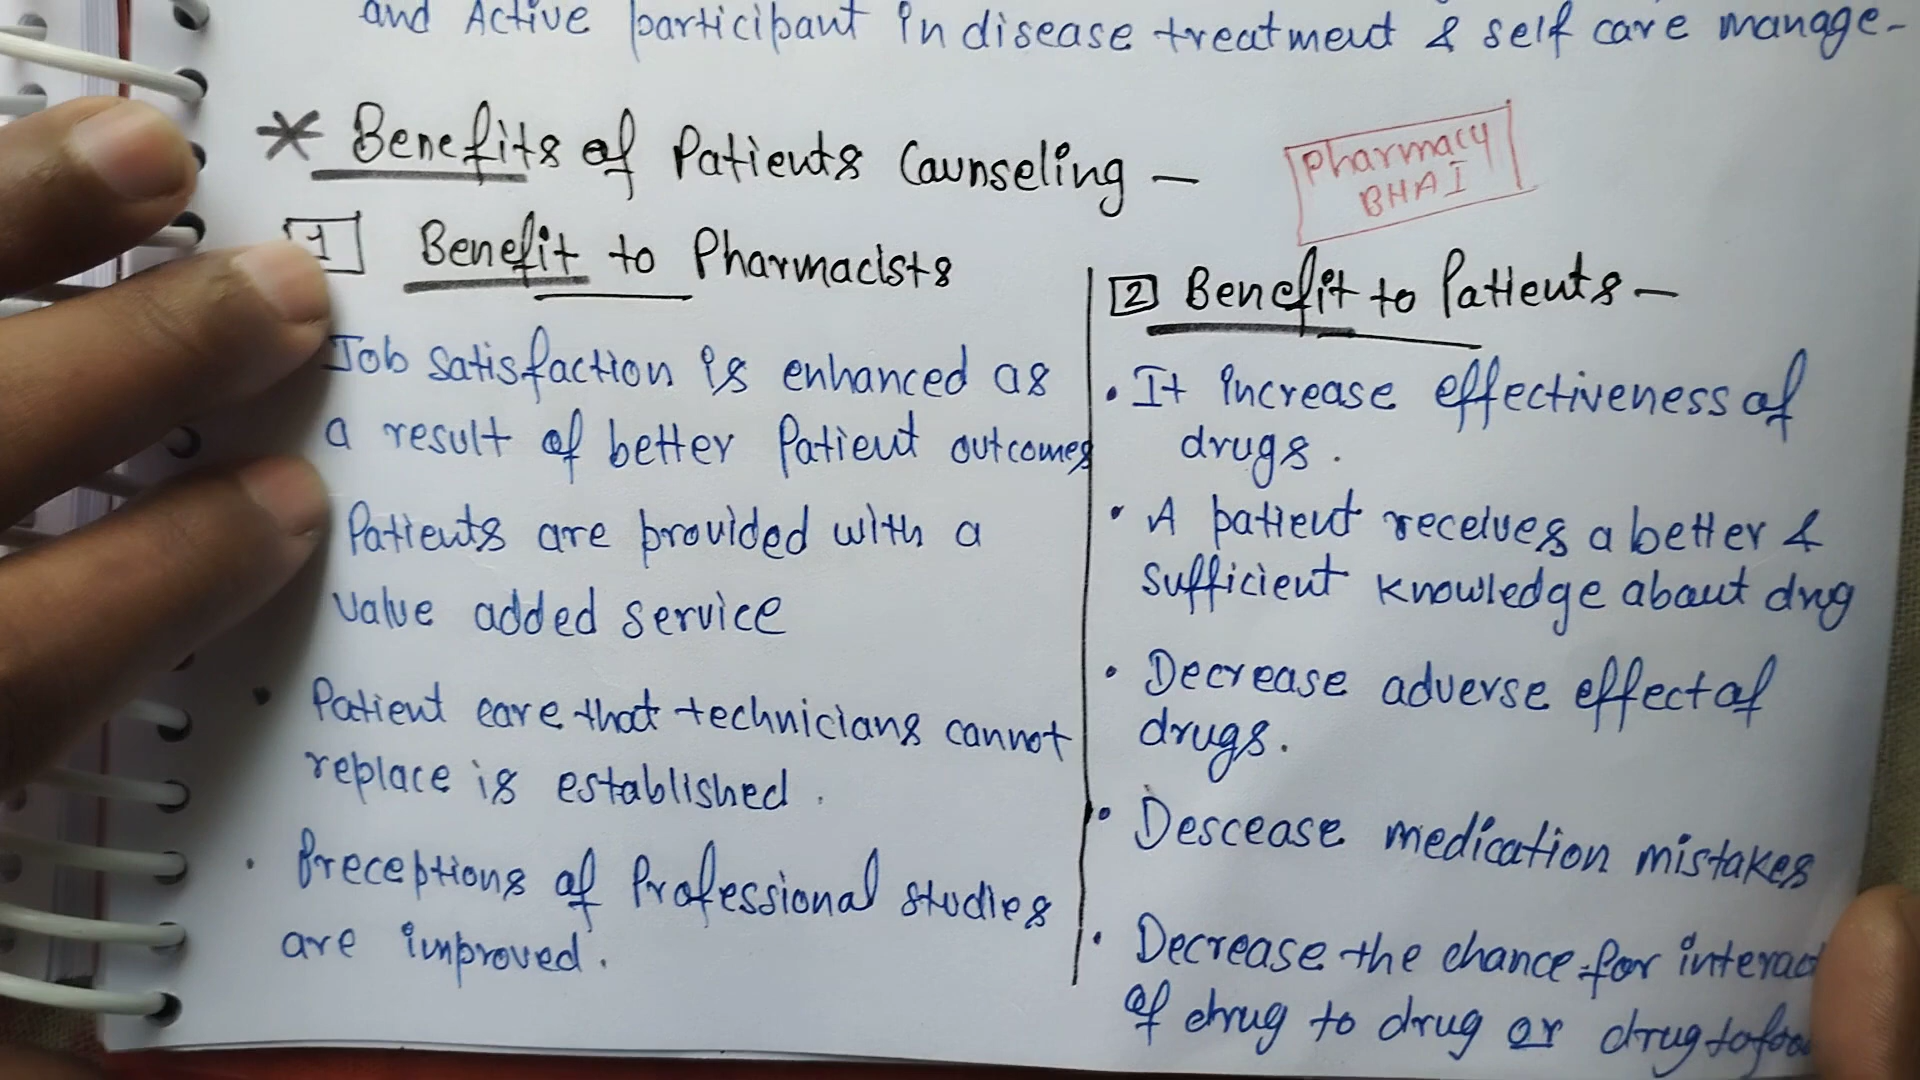 and Active participant in disease treatment & self care manage-
* Benefits of Patients Counseling -
Pharmacy
BHAI
1 Benefit to Pharmacists
Job satisfaction is enhanced as
a result of better Patient outcomes
Patients are provided with a
value added service
• Patient care that technicians cannot
replace is established.
• Preceptions of Professional studies
are improved.
2 Benefit to Patients -
• It increase effectiveness of
drugs.
• A patient receives a better &
sufficient knowledge about drug
• Decrease adverse effect of
drugs.
• Descease medication mistakes
• Decrease the chance for interac
of drug to drug or drug to foo